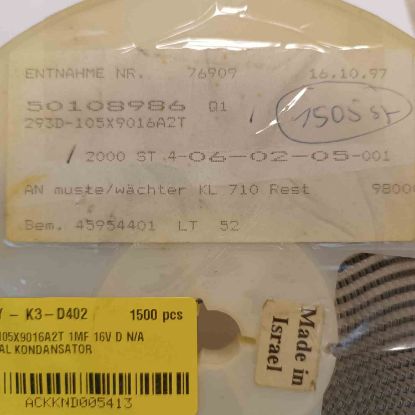 ENTNAHME NR. 76909 16.10.97
50108986 Q1
1505 St
293D-105X9016A2T
2000 ST.4-06-02-05-001
AN muste/wächter KL 710 Rest 9800
Bem. 45954401 LT 52
Y - K3-D402 1500 pcs
105X9016A2T 1MF 16V D N/A
AL KONDANSATOR
ACKKND005413
Made in
Israel